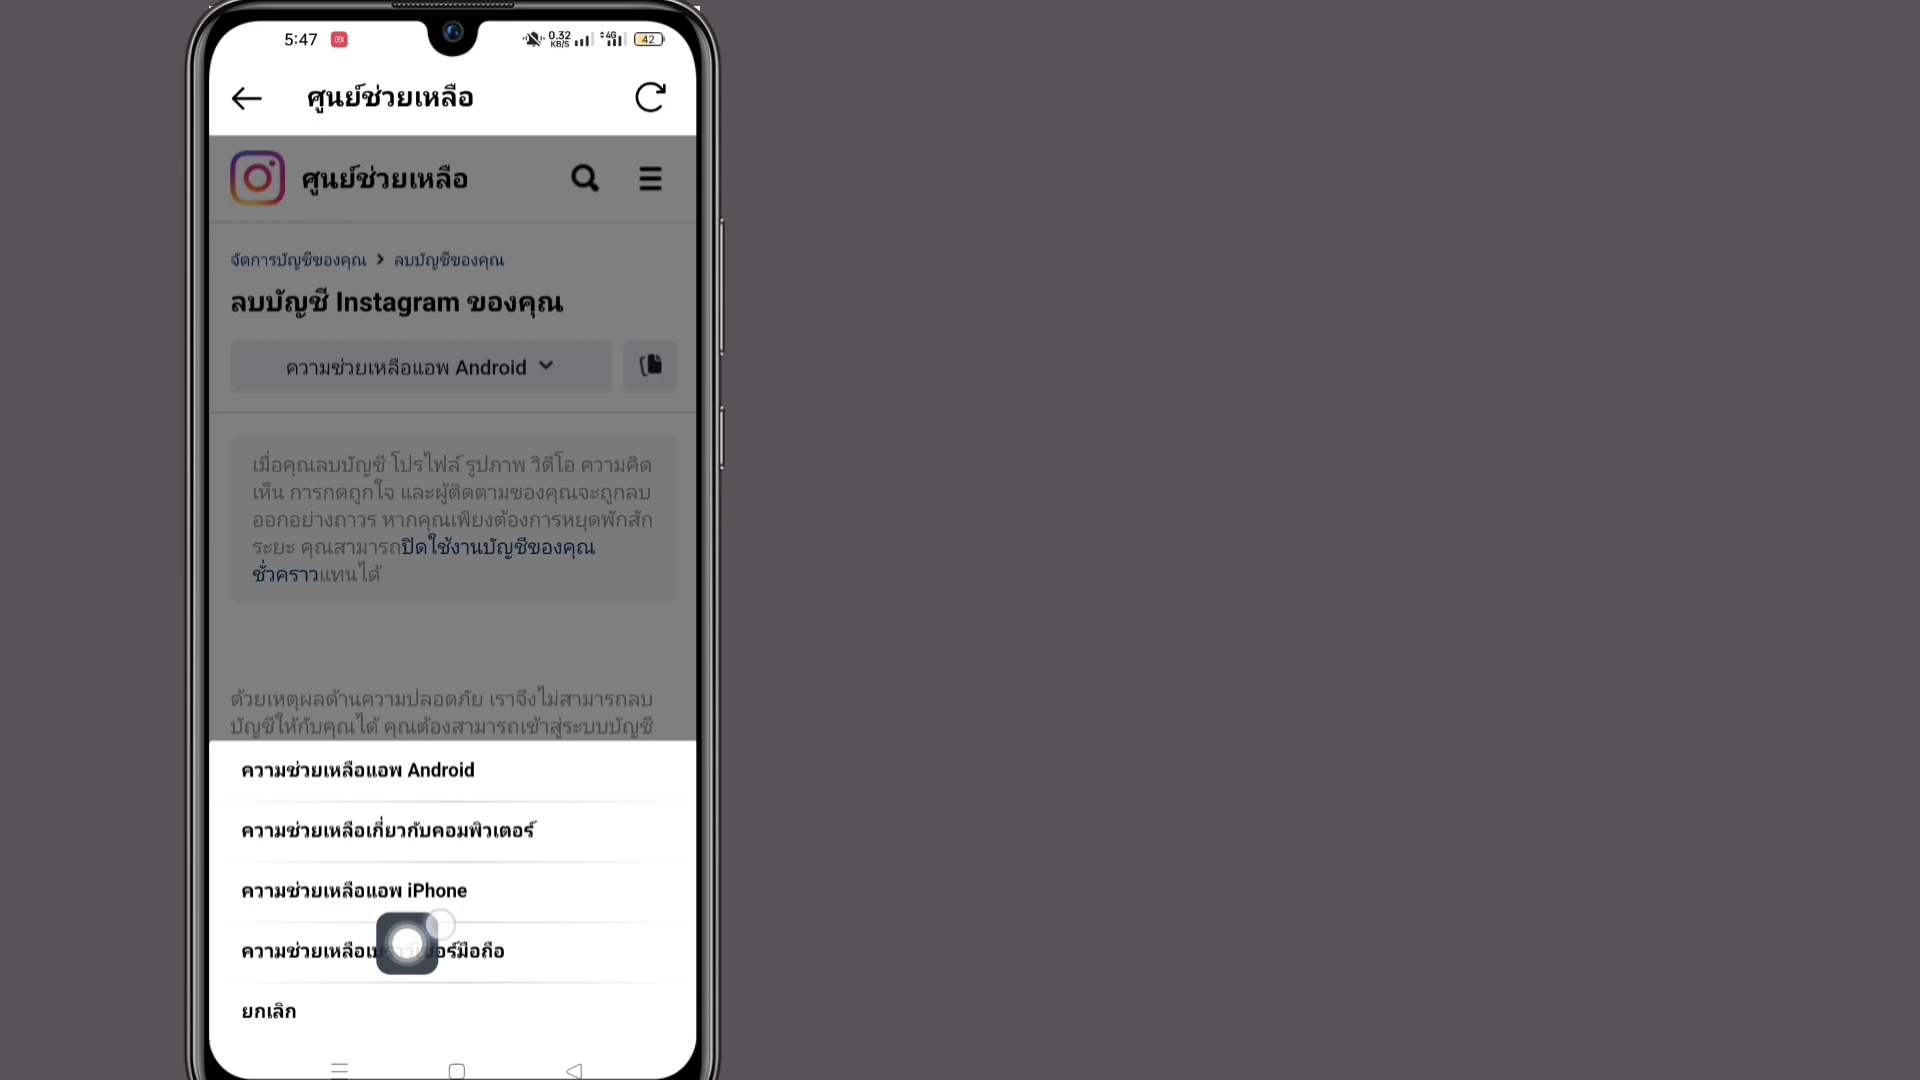 5:47
0.32
KB/S
4G
42
ศูนย์ช่วยเหลือ
ศูนย์ช่วยเหลือ
จัดการบัญชีของคุณ > ลบบัญชีของคุณ
ลบบัญชี Instagram ของคุณ
ความช่วยเหลือแอพ Android
เมื่อคุณลบบัญชี โปรไฟล์ รูปภาพ วิดีโอ ความคิด
เห็น การกดถูกใจ และผู้ติดตามของคุณจะถูกลบ
ออกอย่างถาวร หากคุณเพียงต้องการหยุดพักสัก
ระยะ คุณสามารถปิดใช้งานบัญชีของคุณ
ชั่วคราวแทนได้
ด้วยเหตุผลด้านความปลอดภัย เราจึงไม่สามารถลบ
บัญชีให้กับคุณได้ คุณต้องสามารถเข้าสู่ระบบบัญชี
ความช่วยเหลือแอพ Android
ความช่วยเหลือเกี่ยวกับคอมพิวเตอร์
ความช่วยเหลือแอพ iPhone
ความช่วยเหลือเบราว์เซอร์มือถือ
ยกเลิก